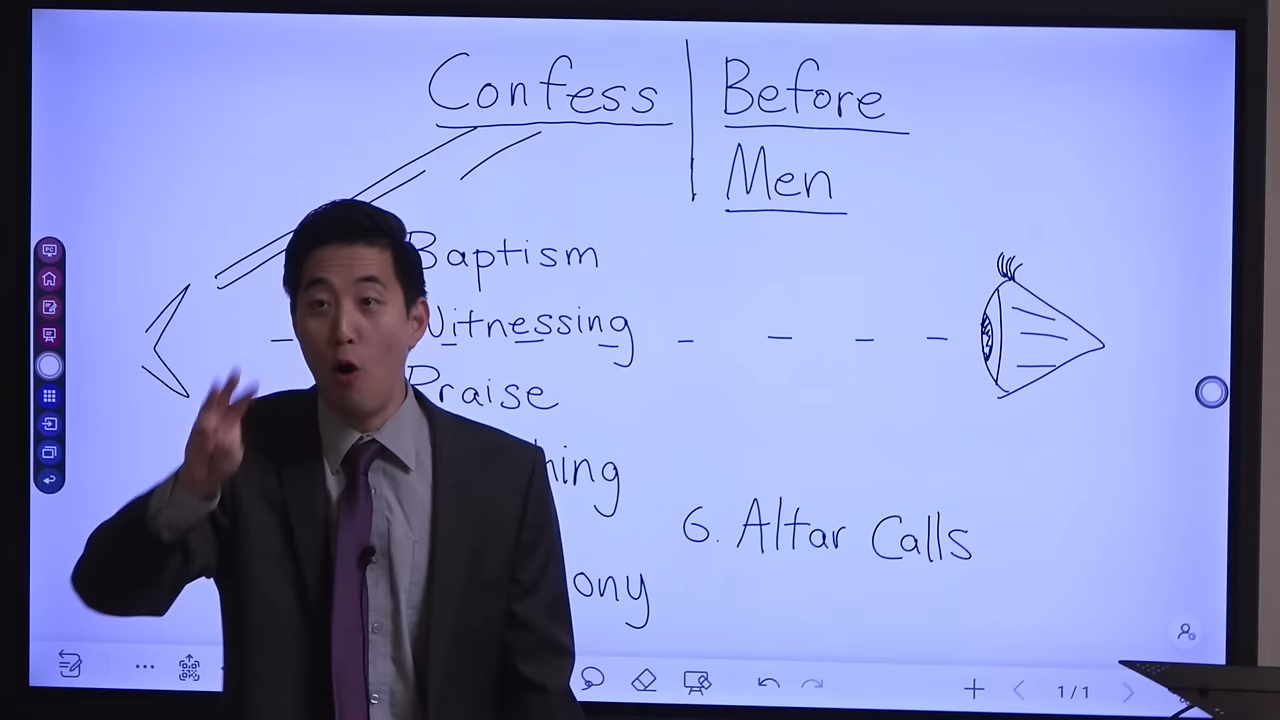 Confess Before
Men
Baptism
Witnessing
Praise
hing
6. Altar Calls
ony
1/1